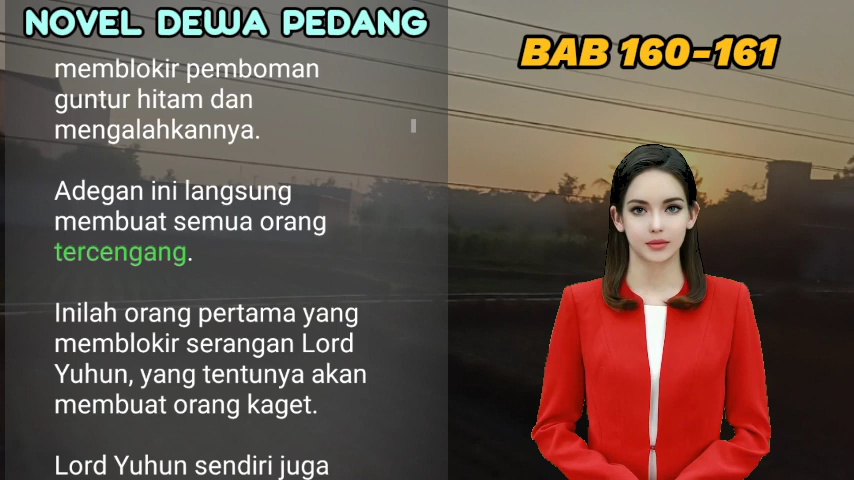 NOVEL DEWA PEDANG
BAB 160-161
memblokir pemboman
guntur hitam dan
mengalahkannya.
Adegan ini langsung
membuat semua orang
tercengang.
Inilah orang pertama yang
memblokir serangan Lord
Yuhun, yang tentunya akan
membuat orang kaget.
Lord Yuhun sendiri juga